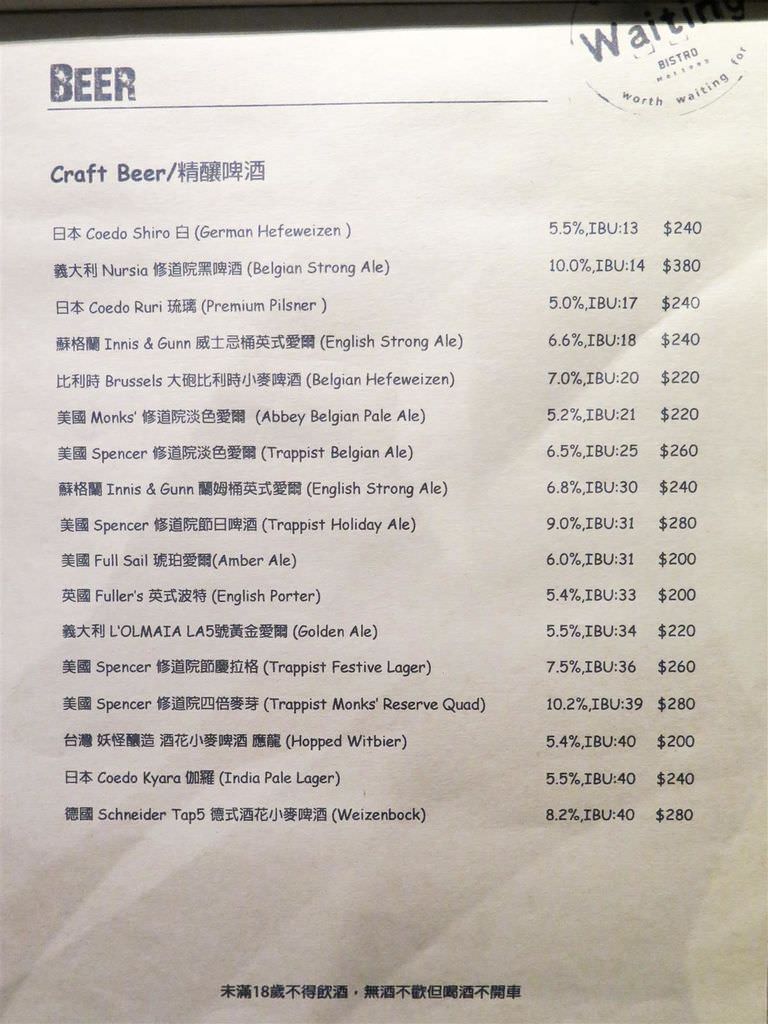 Waiting
BISTRO
worth waiting for
BEER
Craft Beer/精釀啤酒
日本 Coedo Shiro 白 (German Hefeweizen ) 5.5%,IBU:13 $240
義大利 Nursia 修道院黑啤酒 (Belgian Strong Ale) 10.0%,IBU:14 $380
日本 Coedo Ruri 琉璃 (Premium Pilsner ) 5.0%,IBU:17 $240
蘇格蘭 Innis & Gunn 威士忌桶英式愛爾 (English Strong Ale) 6.6%,IBU:18 $240
比利時 Brussels 大砲比利時小麥啤酒 (Belgian Hefeweizen) 7.0%,IBU:20 $220
美國 Monks' 修道院淡色愛爾 (Abbey Belgian Pale Ale) 5.2%,IBU:21 $220
美國 Spencer 修道院淡色愛爾 (Trappist Belgian Ale) 6.5%,IBU:25 $260
蘇格蘭 Innis & Gunn 蘭姆桶英式愛爾 (English Strong Ale) 6.8%,IBU:30 $240
美國 Spencer 修道院節日啤酒 (Trappist Holiday Ale) 9.0%,IBU:31 $280
美國 Full Sail 琥珀愛爾(Amber Ale) 6.0%,IBU:31 $200
英國 Fuller's 英式波特 (English Porter) 5.4%,IBU:33 $200
義大利 L'OLMAIA LA5號黃金愛爾 (Golden Ale) 5.5%,IBU:34 $220
美國 Spencer 修道院節慶拉格 (Trappist Festive Lager) 7.5%,IBU:36 $260
美國 Spencer 修道院四倍麥芽 (Trappist Monks' Reserve Quad) 10.2%,IBU:39 $280
台灣 妖怪釀造 酒花小麥啤酒 應龍 (Hopped Witbier) 5.4%,IBU:40 $200
日本 Coedo Kyara 伽羅 (India Pale Lager) 5.5%,IBU:40 $240
德國 Schneider Tap5 德式酒花小麥啤酒 (Weizenbock) 8.2%,IBU:40 $280
未滿18歲不得飲酒，無酒不歡但喝酒不開車